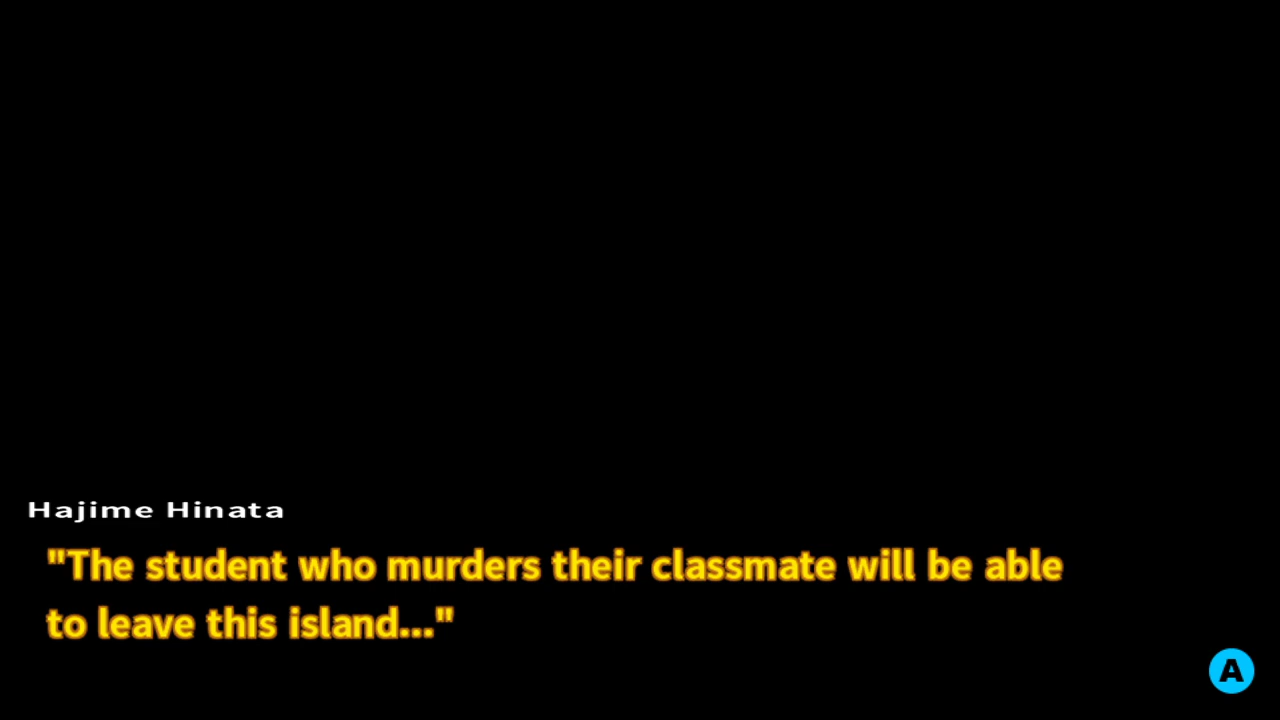 Hajime Hinata
"The student who murders their classmate will be able
to leave this island..."
A